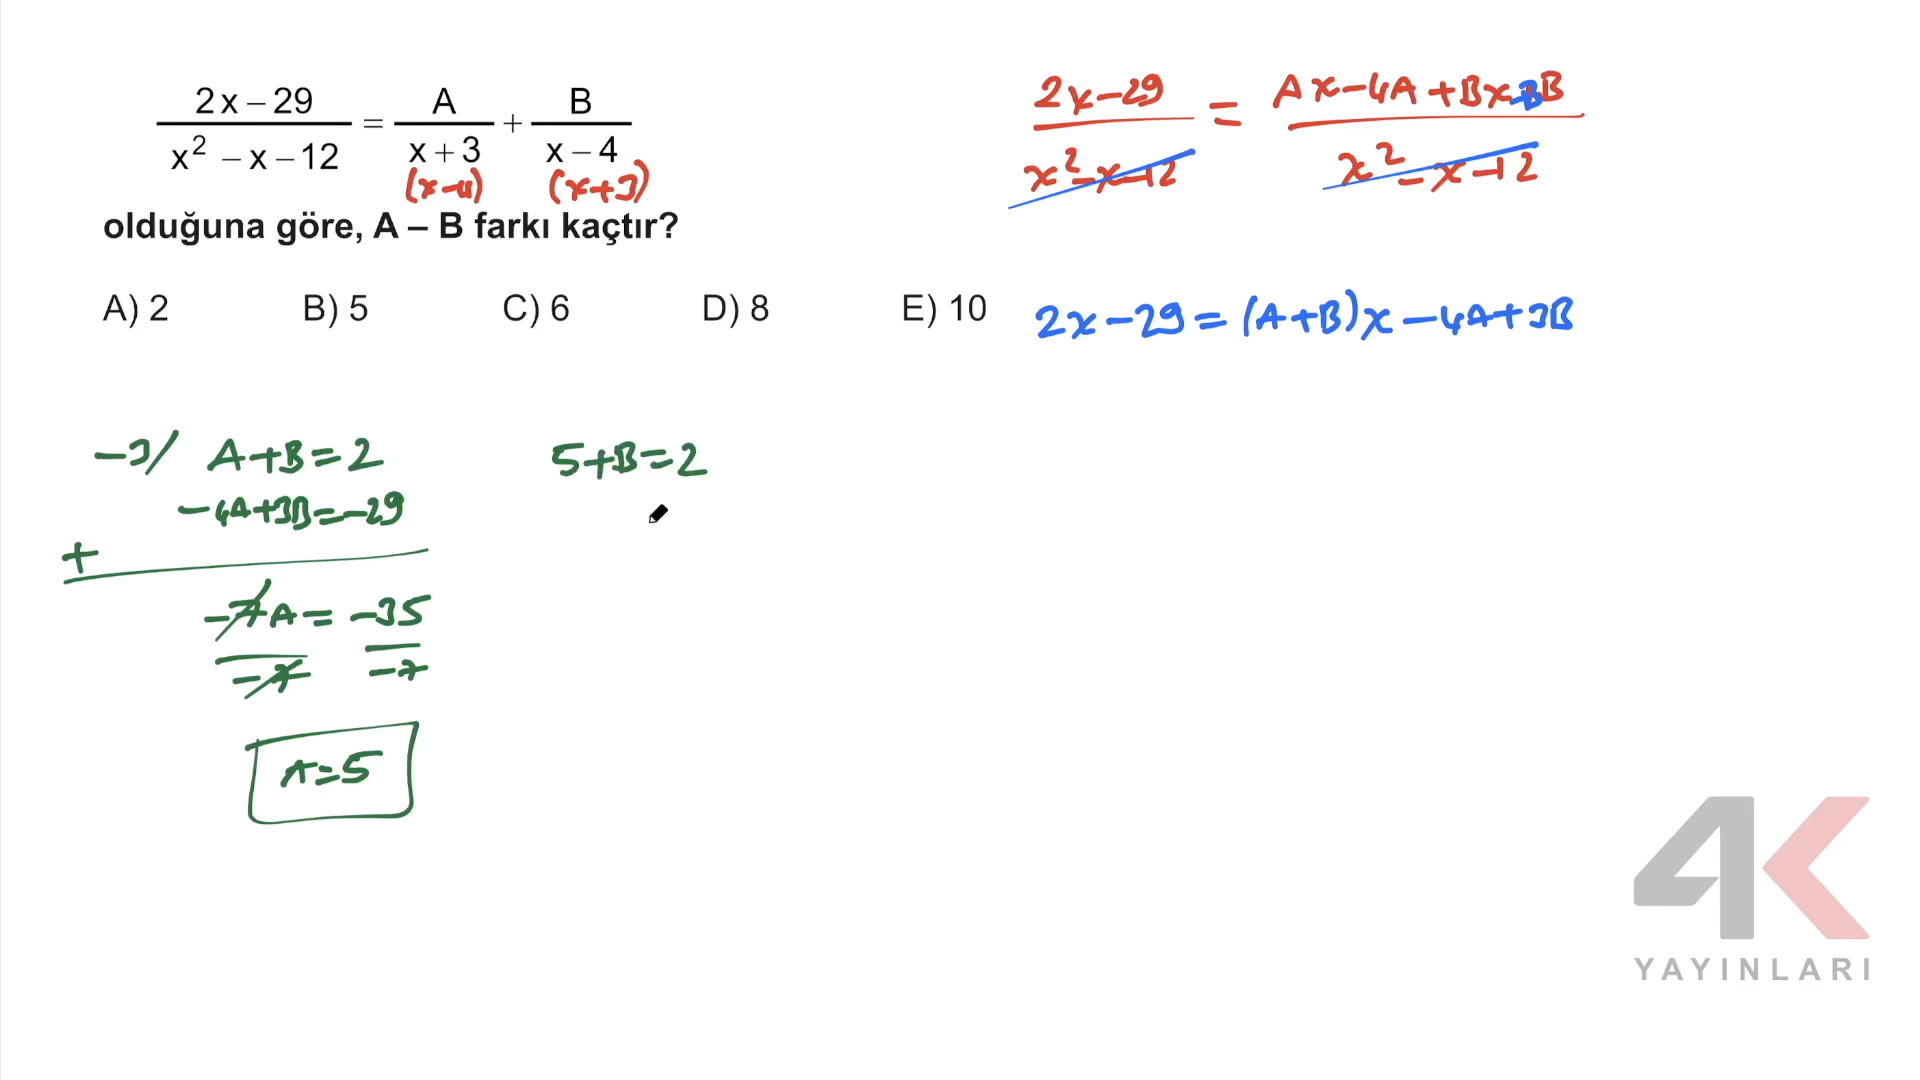 2x – 29 / x² – x – 12 = A / x + 3 + B / x – 4
(x-4) (x+3)
olduğuna göre, A – B farkı kaçtır?
A) 2 B) 5 C) 6 D) 8 E) 10
2x-29 / x²-x-12 = Ax-4A+Bx B / x²-x-12
2x-29=(A+B)x-4A+3B
-3/ A+B=2
-4A+3B=-29
+
-7A = -35
-7 -7
A=5
5+B=2
4K
YAYINLARI